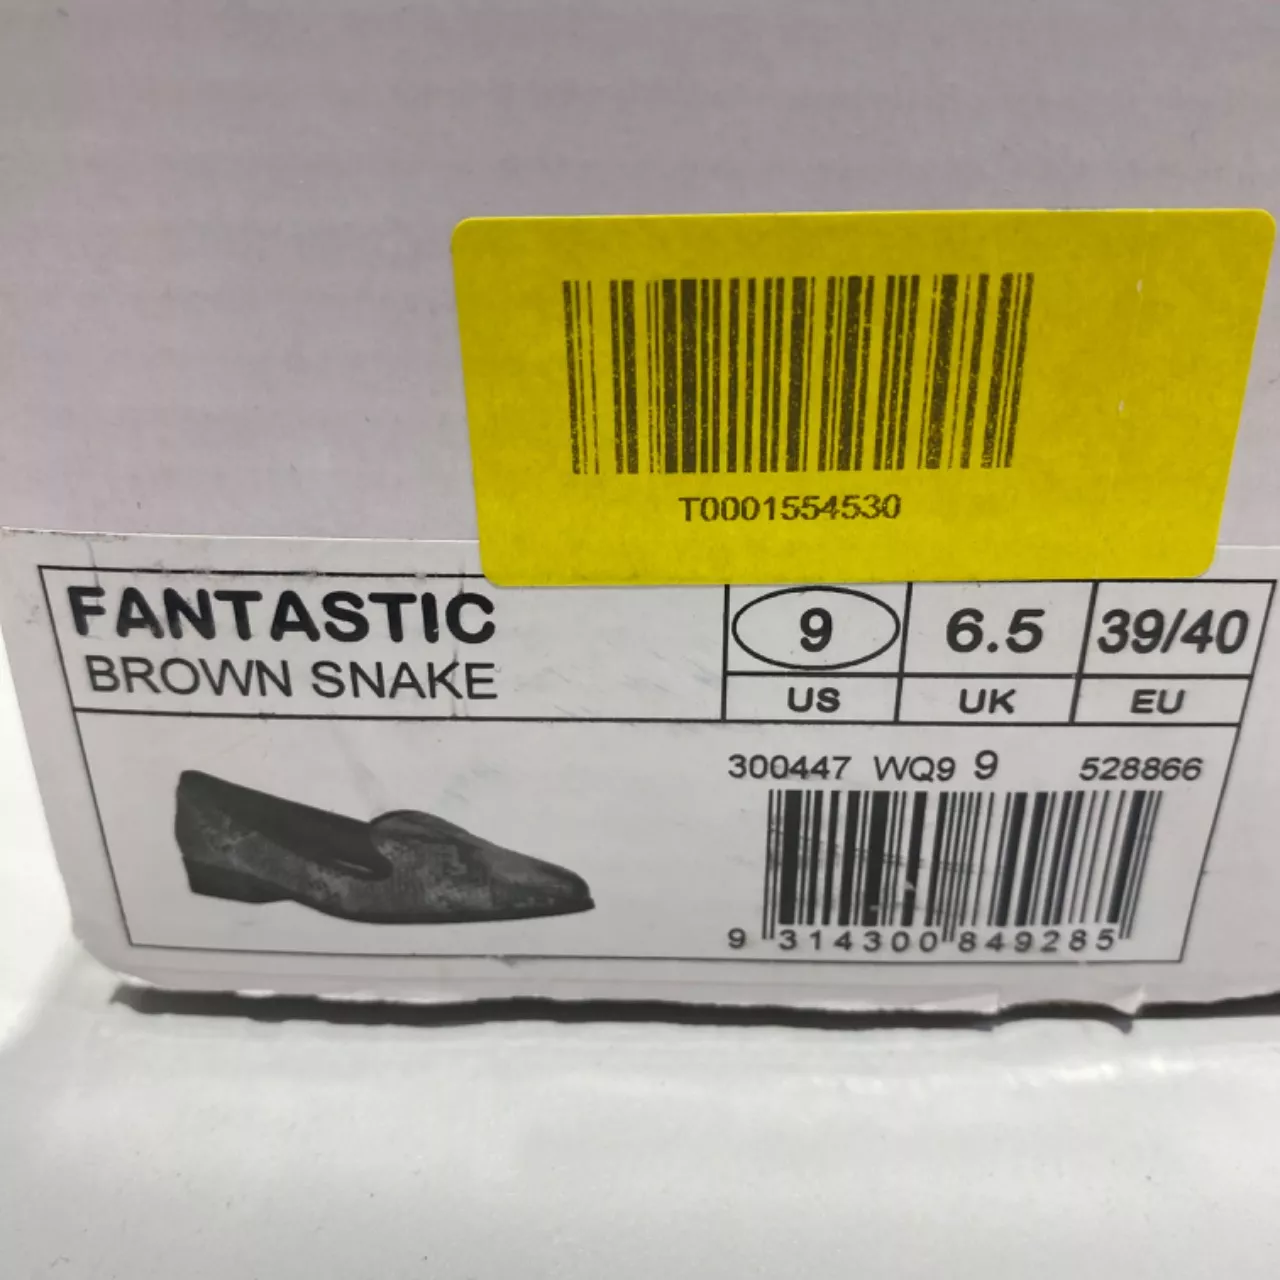 T0001554530
FANTASTIC
BROWN SNAKE
9 6.5 39/40
US UK EU
300447 WQ9 9 528866
9 314300 849285